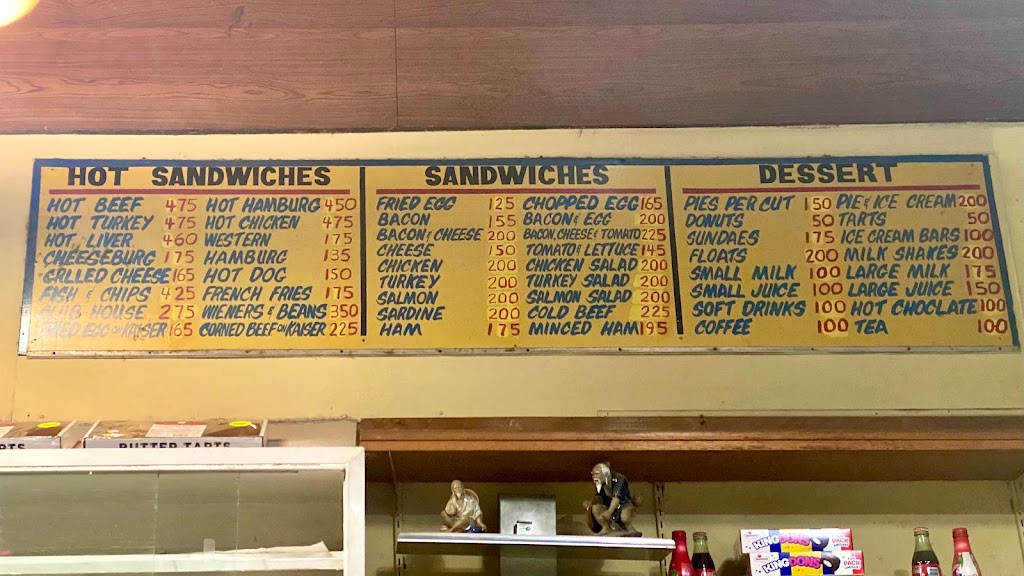 HOT SANDWICHES
HOT BEEF 475 HOT HAMBURG 450
HOT TURKEY 475 HOT CHICKEN 475
HOT LIVER 460 WESTERN 175
CHEESEBURG 175 HAMBURG 135
GRLLED CHEESE 165 HOT DOG 150
FISH & CHIPS 425 FRENCH FRIES 175
CLUB HOUSE 275 WIENERS & BEANS 350
FRIED EGG ON KAISER 165 CORNED BEEF ON KAISER 225
SANDWICHES
FRIED EGG 125 CHOPPED EGG 165
BACON 155 BACON & EGG 200
BACON & CHEESE 200 BACON, CHEESE & TOMATO 225
CHEESE 150 TOMATO & LETTUCE 145
CHICKEN 200 CHICKEN SALAD 200
TURKEY 200 TURKEY SALAD 200
SALMON 200 SALMON SALAD 200
SARDINE 200 COLD BEEF 225
HAM 175 MINCED HAM 195
DESSERT
PIES PER CUT 150 PIE & ICE CREAM 200
DONUTS 50 TARTS 50
SUNDAES 175 ICE CREAM BARS 100
FLOATS 200 MILK SHAKES 200
SMALL MILK 100 LARGE MILK 175
SMALL JUICE 100 LARGE JUICE 150
SOFT DRINKS 100 HOT CHOCLATE 100
COFFEE 100 TEA 100
BUTTER TARTS
KING DONS
KING DONS